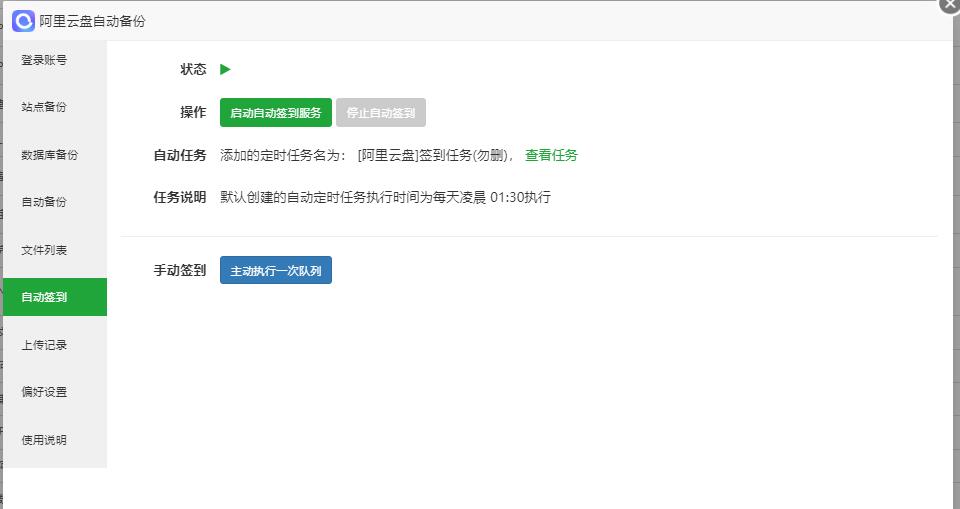 阿里云盘自动备份
登录账号
站点备份
数据库备份
自动备份
文件列表
自动签到
上传记录
偏好设置
使用说明
状态
操作 启动自动签到服务 停止自动签到
自动任务 添加的定时任务名为： [阿里云盘]签到任务(勿删)， 查看任务
任务说明 默认创建的自动定时任务执行时间为每天凌晨 01:30执行
手动签到 主动执行一次队列